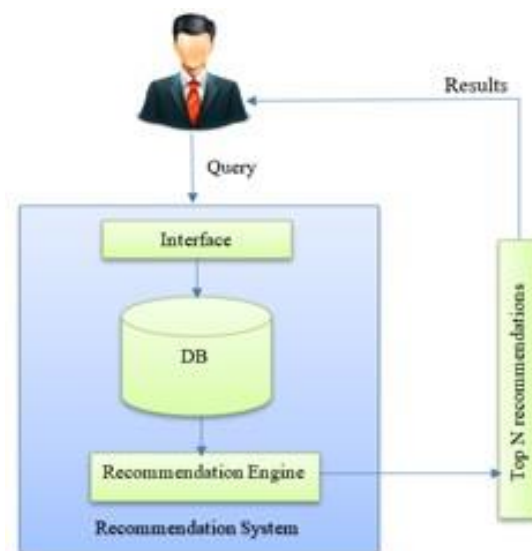 Results
Query
Interface
DB
Recommendation Engine
Recommendation System
Top N recommendations